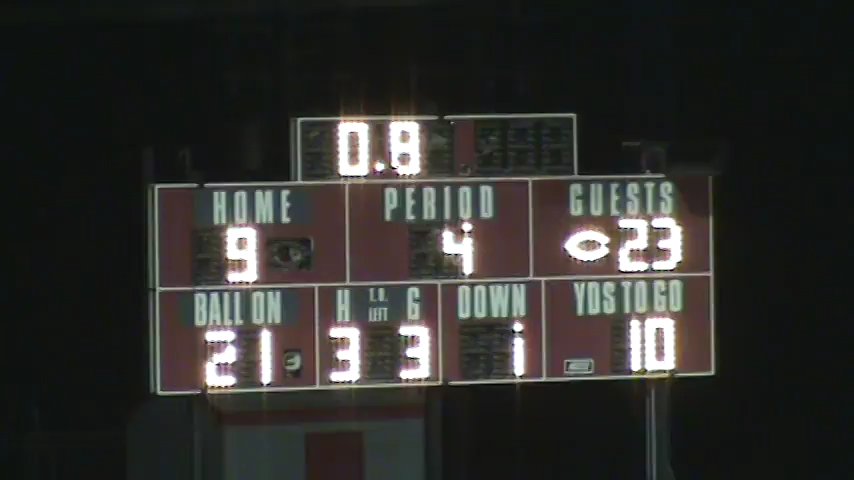 0.8
HOME PERIOD GUESTS
9 4 23
BALL ON H T.O. LEFT G DOWN YDS TO GO
21 3 3 1 10